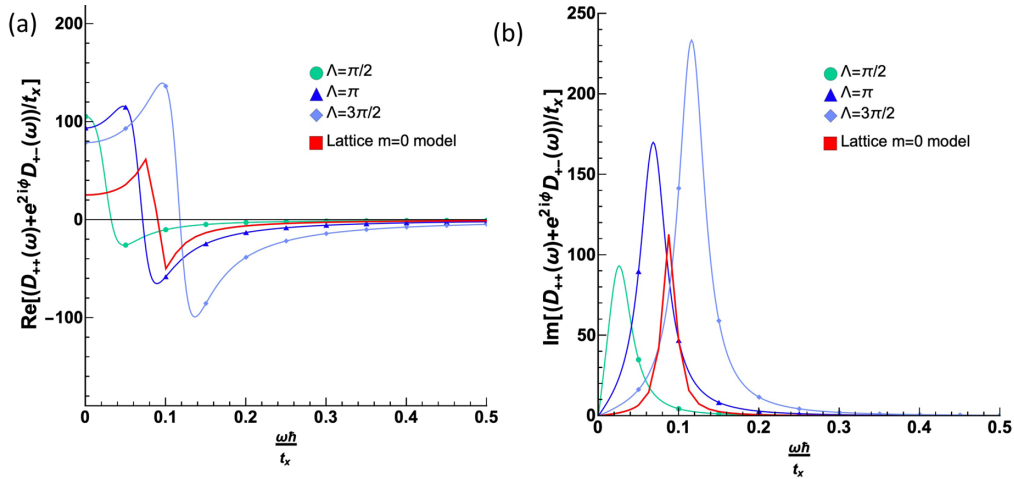 (a)
Re[(D₊₊(ω)+e²ⁱᵠD₊₋(ω))/tₓ]
200
100
0
−100
Λ=π/2
Λ=π
Λ=3π/2
Lattice m=0 model
0
0.1
0.2
0.3
0.4
0.5
ωħ
tₓ
(b)
Im[(D₊₊(ω)+e²ⁱᵠD₊₋(ω))/tₓ]
250
200
150
100
50
0
Λ=π/2
Λ=π
Λ=3π/2
Lattice m=0 model
0
0.1
0.2
0.3
0.4
0.5
ωħ
tₓ